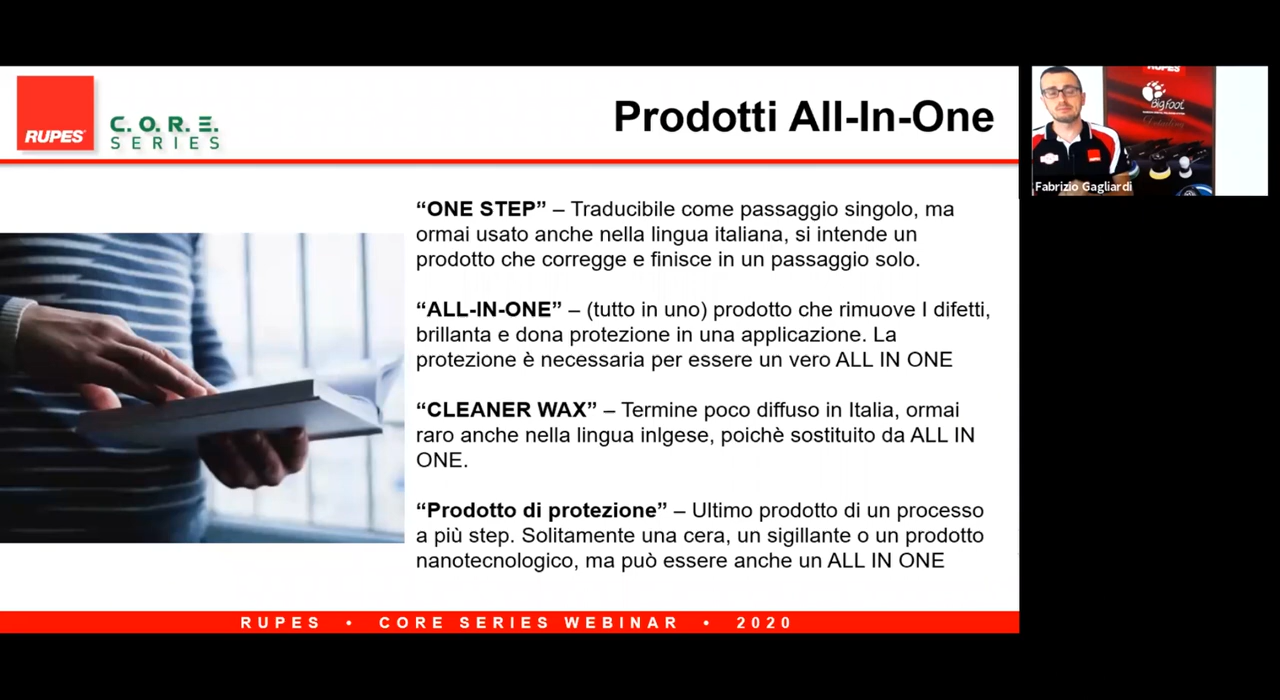 RUPES
C. O. R. E.
SERIES
Prodotti All-In-One
“ONE STEP” – Traducibile come passaggio singolo, ma
ormai usato anche nella lingua italiana, si intende un
prodotto che corregge e finisce in un passaggio solo.
“ALL-IN-ONE” – (tutto in uno) prodotto che rimuove I difetti,
brillanta e dona protezione in una applicazione. La
protezione è necessaria per essere un vero ALL IN ONE
“CLEANER WAX” – Termine poco diffuso in Italia, ormai
raro anche nella lingua inlgese, poichè sostituito da ALL IN
ONE.
“Prodotto di protezione” – Ultimo prodotto di un processo
a più step. Solitamente una cera, un sigillante o un prodotto
nanotecnologico, ma può essere anche un ALL IN ONE
RUPES • CORE SERIES WEBINAR • 2020
RUPES
Bigfoot
Fabrizio Gagliardi